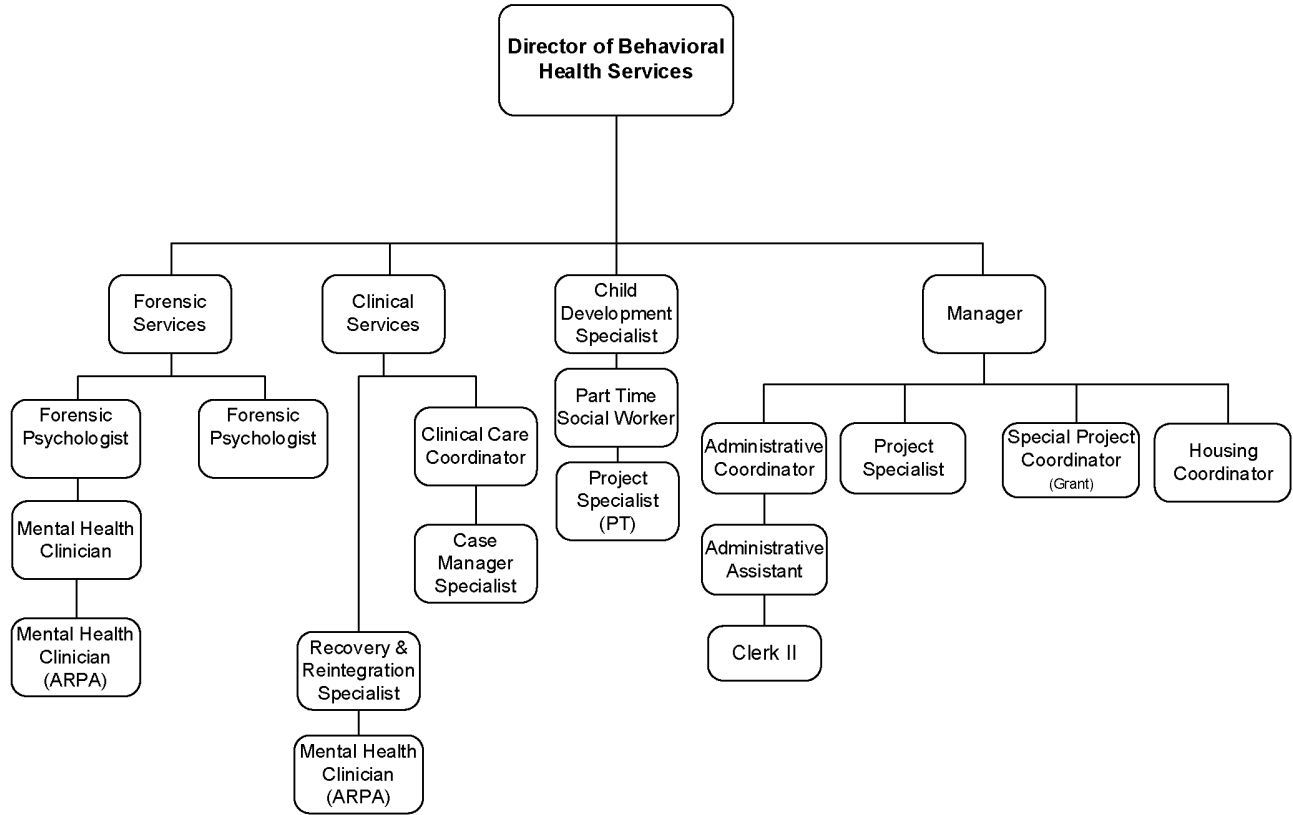 Director of Behavioral
Health Services
Forensic
Services
Clinical
Services
Child
Development
Specialist
Manager
Forensic
Psychologist
Forensic
Psychologist
Clinical Care
Coordinator
Part Time
Social Worker
Administrative
Coordinator
Project
Specialist
Special Project
Coordinator
(Grant)
Housing
Coordinator
Mental Health
Clinician
Case
Manager
Specialist
Project
Specialist
(PT)
Administrative
Assistant
Mental Health
Clinician
(ARPA)
Recovery &
Reintegration
Specialist
Clerk II
Mental Health
Clinician
(ARPA)